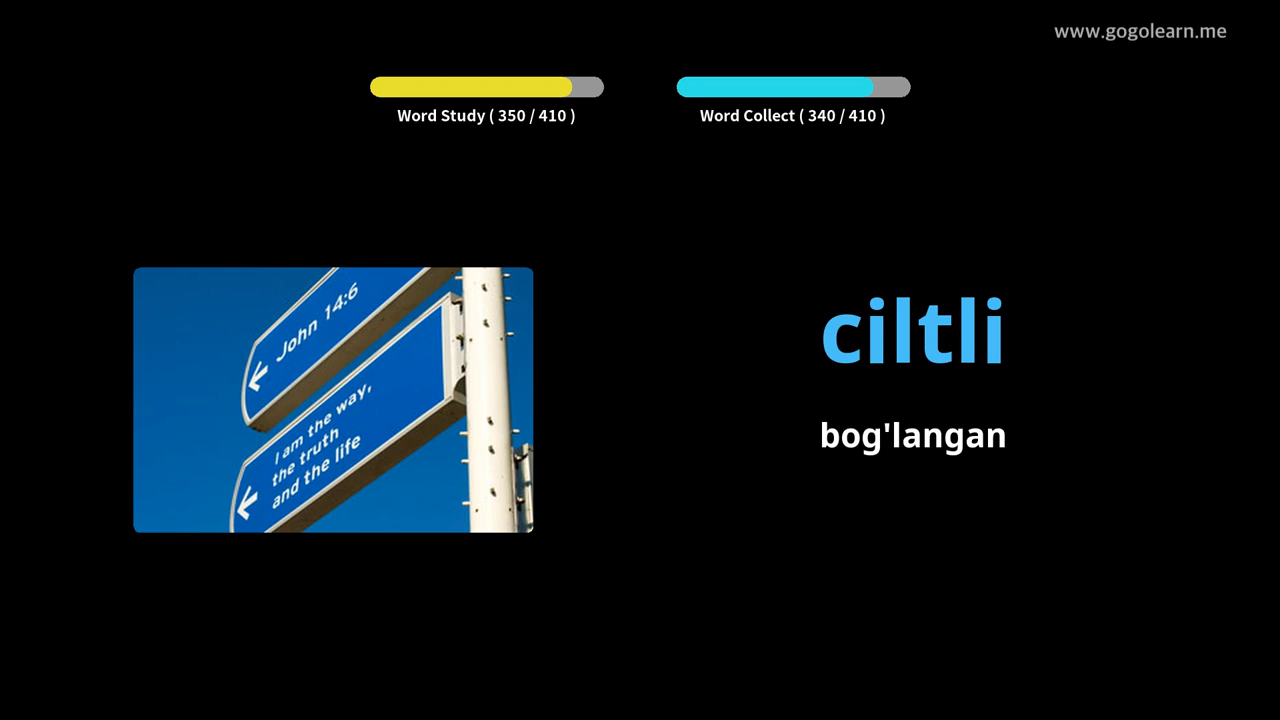 www.gogolearn.me
Word Study ( 350 / 410 )
Word Collect ( 340 / 410 )
John 14:6
I am the way,
the truth
and the life
ciltli
bog'langan